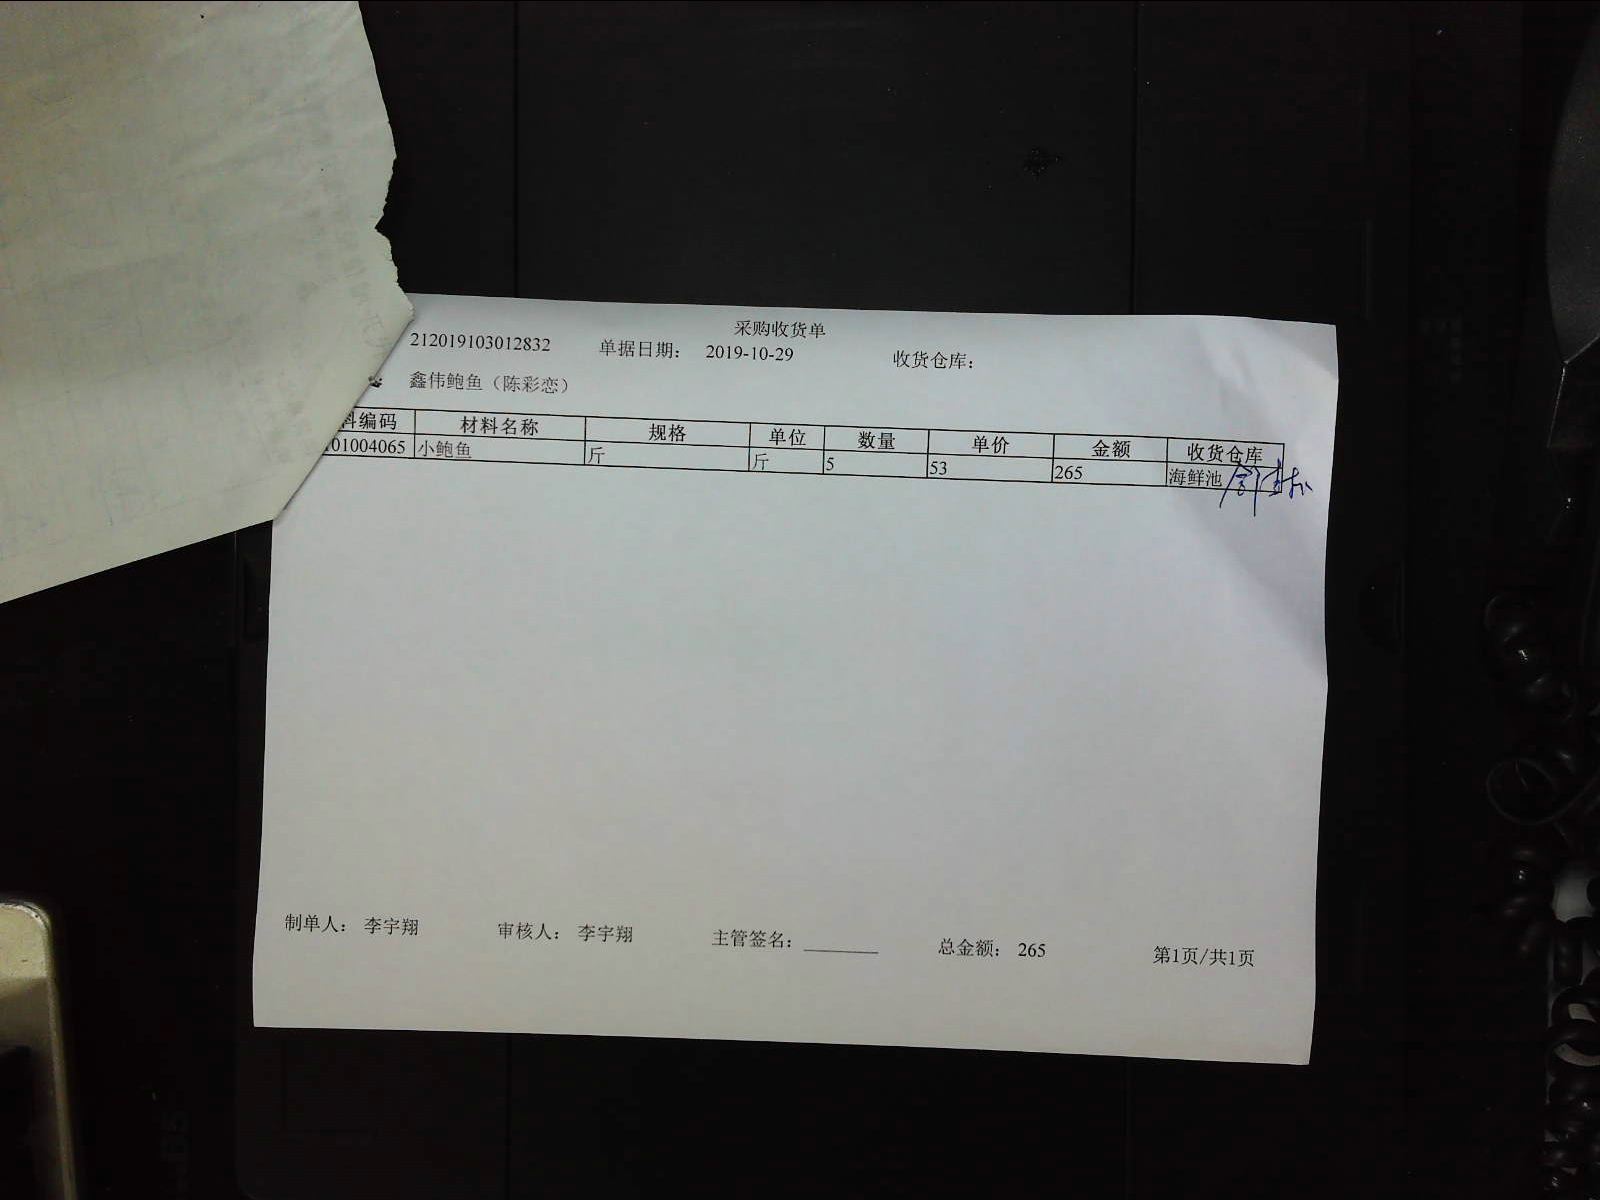 采购收货单
212019103012832 单据日期： 2019-10-29 收货仓库：
鑫伟鲍鱼（陈彩恋）
料编码 材料名称 规格 单位 数量 单价 金额 收货仓库
01004065 小鲍鱼 斤 斤 5 53 265 海鲜池
制单人： 李宇翔 审核人： 李宇翔 主管签名： 总金额： 265 第1页/共1页